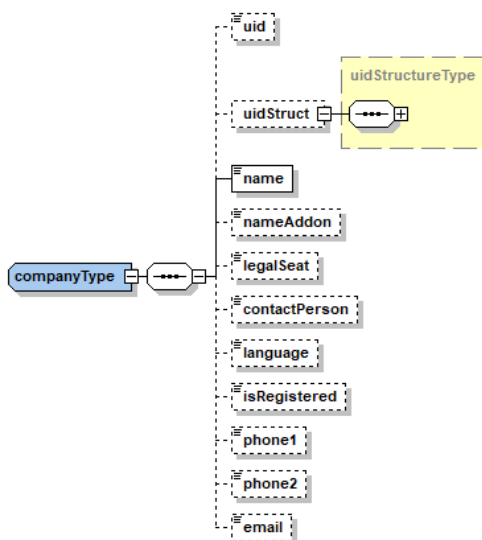 uid
uidStructureType
uidStruct
name
nameAddon
legalSeat
companyType
contactPerson
language
isRegistered
phone1
phone2
email